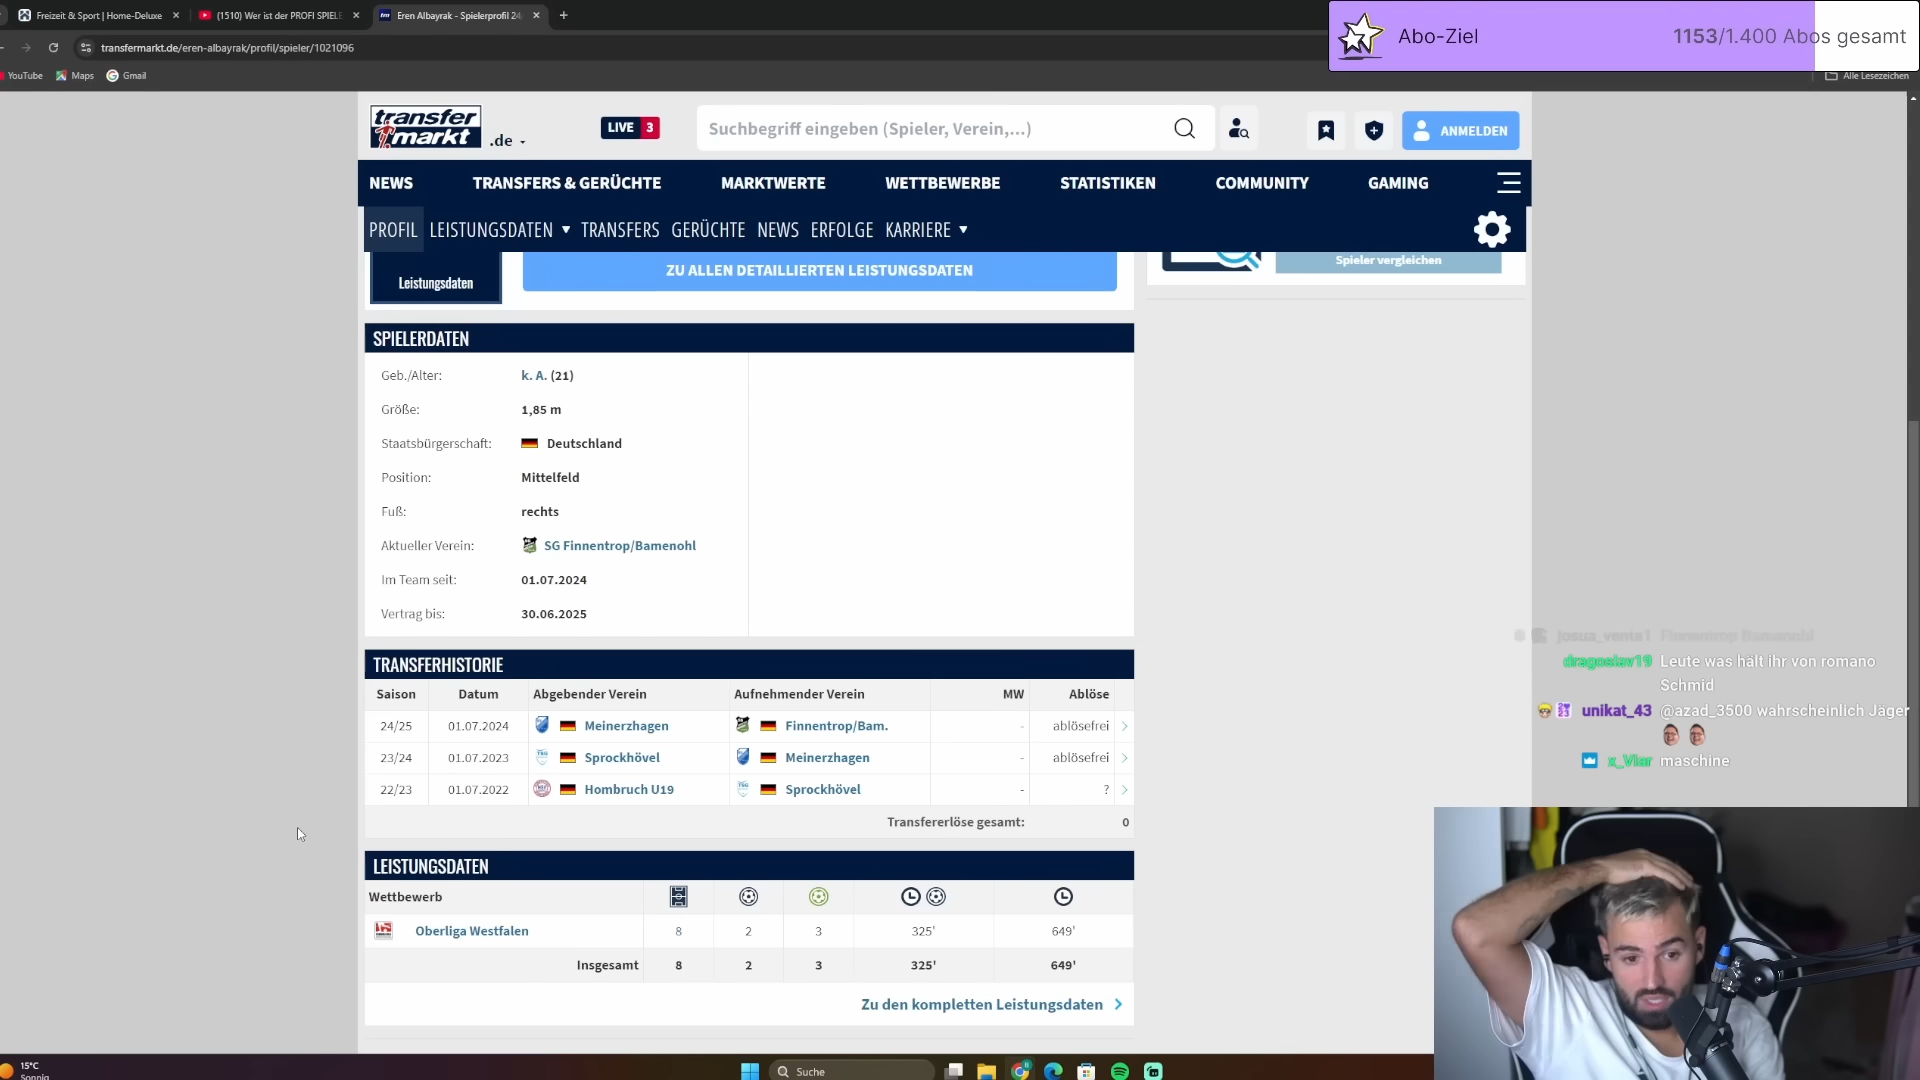 Freizeit & Sport | Home-Deluxe
(1510) Wer ist der PROFI SPIELE
Eren Albayrak - Spielerprofil 24
transfermarkt.de/eren-albayrak/profil/spieler/1021096
YouTube Maps Gmail
Alle Lesezeichen
Abo-Ziel 1153/1.400 Abos gesamt
transfer
markt .de
LIVE 3
Suchbegriff eingeben (Spieler, Verein,...)
ANMELDEN
NEWS TRANSFERS & GERÜCHTE MARKTWERTE WETTBEWERBE STATISTIKEN COMMUNITY GAMING
PROFIL LEISTUNGSDATEN TRANSFERS GERÜCHTE NEWS ERFOLGE KARRIERE
Leistungsdaten
ZU ALLEN DETAILLIERTEN LEISTUNGSDATEN
Spieler vergleichen
SPIELERDATEN
Geb./Alter: k. A. (21)
Größe: 1,85 m
Staatsbürgerschaft: Deutschland
Position: Mittelfeld
Fuß: rechts
Aktueller Verein: SG Finnentrop/Bamenohl
Im Team seit: 01.07.2024
Vertrag bis: 30.06.2025
TRANSFERHISTORIE
Saison Datum Abgebender Verein Aufnehmender Verein MW Ablöse
24/25 01.07.2024 Meinerzhagen Finnentrop/Bam. - ablösefrei
23/24 01.07.2023 Sprockhövel Meinerzhagen - ablösefrei
22/23 01.07.2022 Hombruch U19 Sprockhövel - ?
Transfererlöse gesamt: 0
LEISTUNGSDATEN
Wettbewerb
Oberliga Westfalen 8 2 3 325' 649'
Insgesamt 8 2 3 325' 649'
Zu den kompletten Leistungsdaten
josua_venta1 Finnentrop Bamenohl
dragoslav19 Leute was halt ihr von romano
Schmid
unikat_43 @azad_3500 wahrscheinlich Jäger
x_Vlar maschine
15°C
Sonnig
Suche